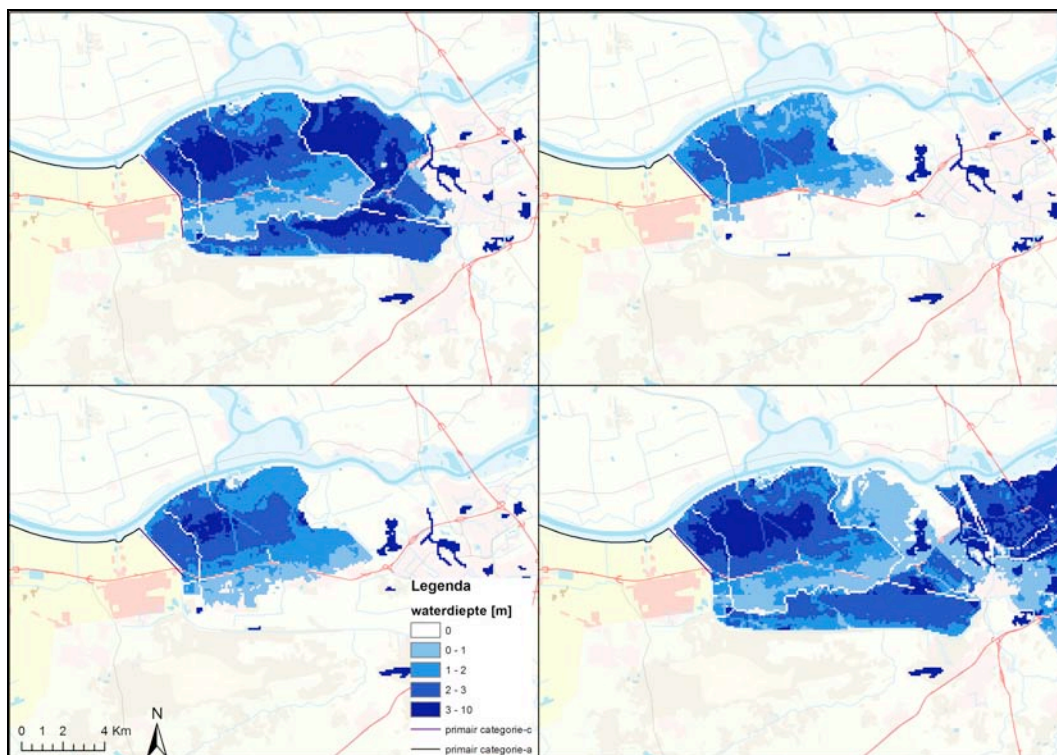 Legenda
waterdiepte [m]
0
0 - 1
1 - 2
2 - 3
3 - 10
primair categorie-c
primair categorie-a
0 1 2 4 Km
N